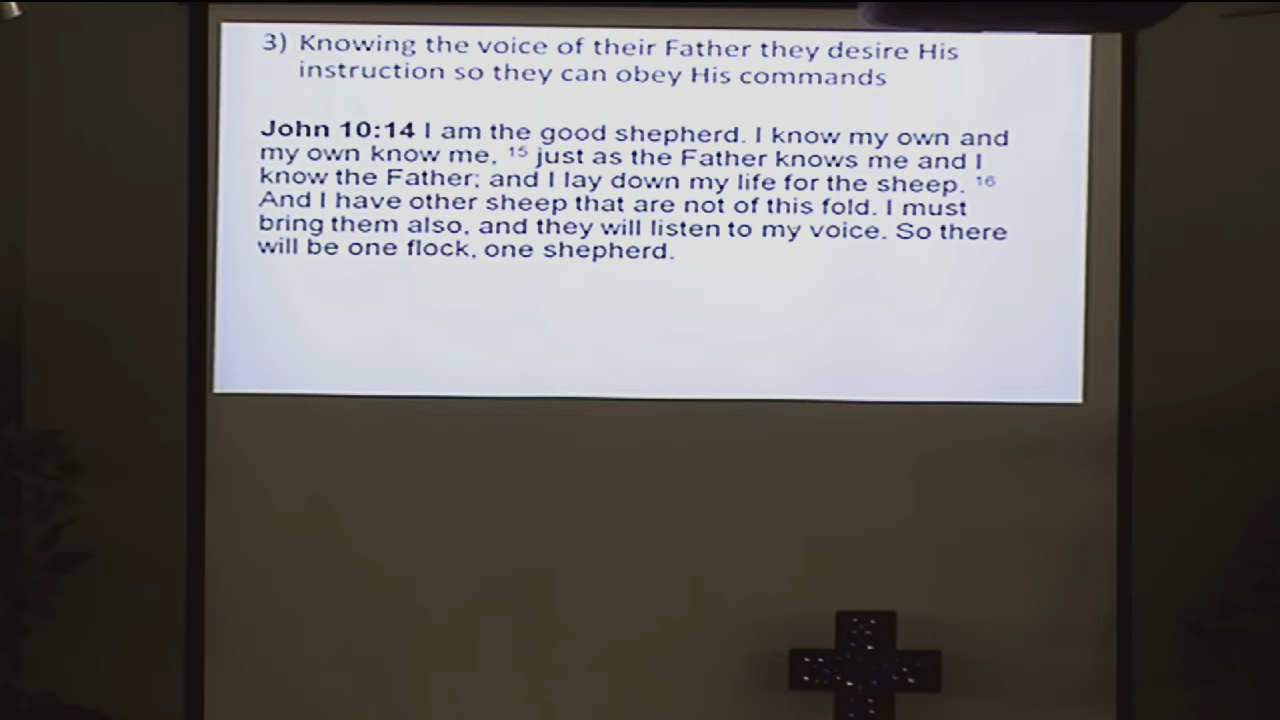 3) Knowing the voice of their Father they desire His
instruction so they can obey His commands
John 10:14 I am the good shepherd. I know my own and
my own know me, 15 just as the Father knows me and I
know the Father; and I lay down my life for the sheep. 16
And I have other sheep that are not of this fold. I must
bring them also, and they will listen to my voice. So there
will be one flock, one shepherd.